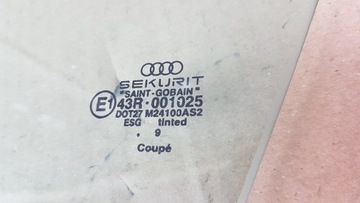 SEKURIT
"SAINT-GOBAIN"
E1 43R·001025
DOT27 M24100AS2
ESG tinted
. 9
Coupé